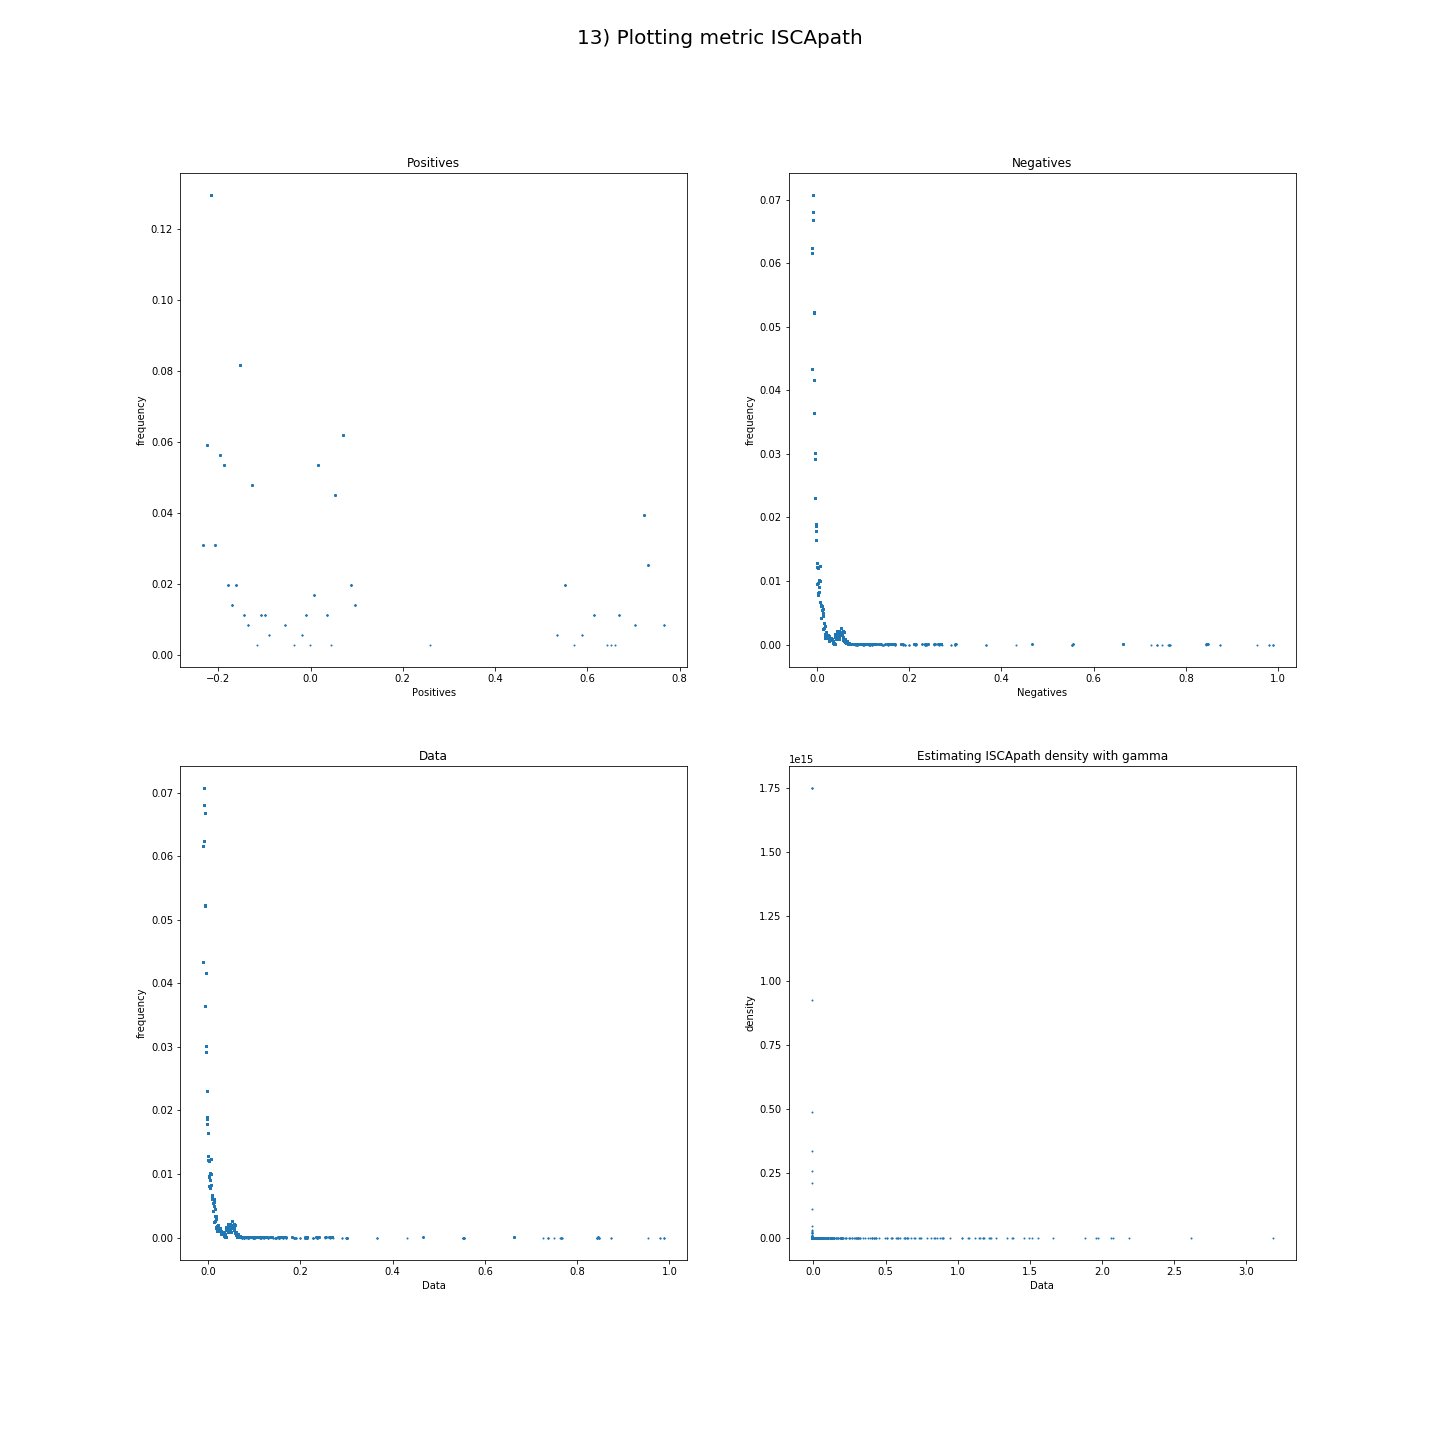 13) Plotting metric ISCApath
Positives
frequency
0.12
0.10
0.08
0.06
0.04
0.02
0.00
−0.2 0.0 0.2 0.4 0.6 0.8
Positives
Negatives
frequency
0.07
0.06
0.05
0.04
0.03
0.02
0.01
0.00
0.0 0.2 0.4 0.6 0.8 1.0
Negatives
Data
frequency
0.07
0.06
0.05
0.04
0.03
0.02
0.01
0.00
0.0 0.2 0.4 0.6 0.8 1.0
Data
Estimating ISCApath density with gamma
1e15
density
1.75
1.50
1.25
1.00
0.75
0.50
0.25
0.00
0.0 0.5 1.0 1.5 2.0 2.5 3.0
Data